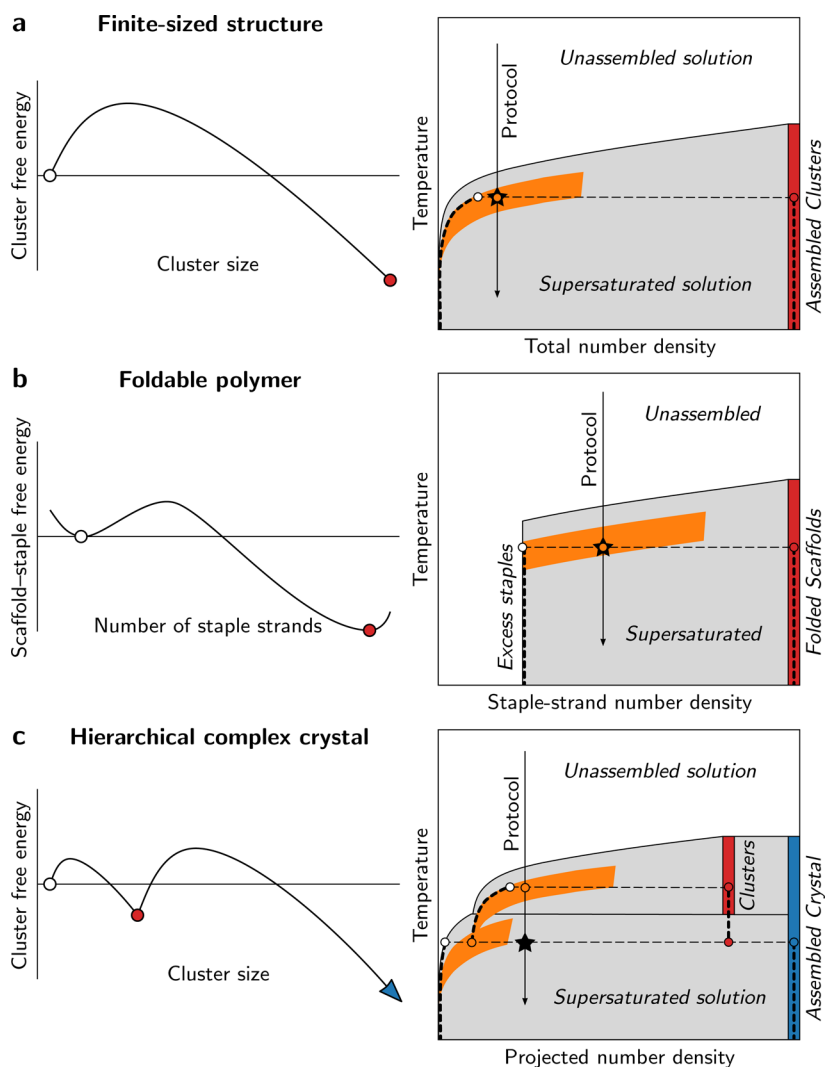 a Finite-sized structure
Cluster free energy
Cluster size
Temperature
Protocol
Unassembled solution
Supersaturated solution
Assembled Clusters
Total number density
b Foldable polymer
Scaffold–staple free energy
Number of staple strands
Temperature
Protocol
Unassembled
Excess staples
Supersaturated
Folded Scaffolds
Staple-strand number density
c Hierarchical complex crystal
Cluster free energy
Cluster size
Temperature
Protocol
Unassembled solution
Clusters
Supersaturated solution
Assembled Crystal
Projected number density